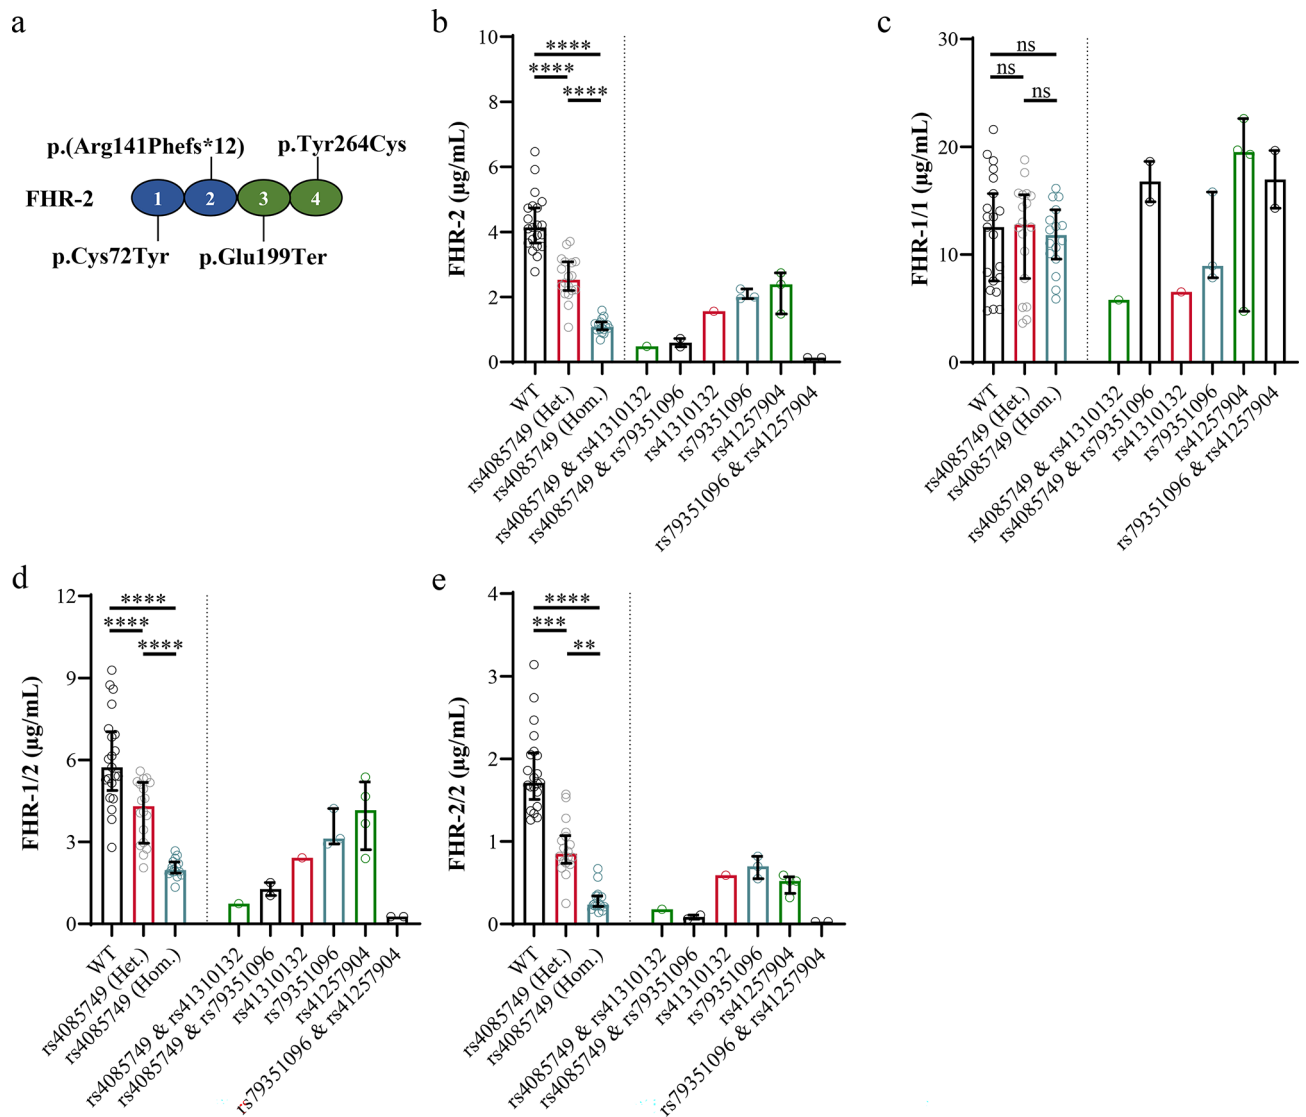 a
p.(Arg141Phefs*12)
p.Tyr264Cys
FHR-2
1
2
3
4
p.Cys72Tyr
p.Glu199Ter
b
FHR-2 (µg/mL)
10
8
6
4
2
0
****
****
****
WT
rs4085749 (Het.)
rs4085749 (Hom.)
rs4085749 & rs41310132
rs4085749 & rs79351096
rs41310132
rs79351096
rs41257904
rs79351096 & rs41257904
c
FHR-1/1 (µg/mL)
30
20
10
0
ns
ns
ns
WT
rs4085749 (Het.)
rs4085749 (Hom.)
rs4085749 & rs41310132
rs4085749 & rs79351096
rs41310132
rs79351096
rs41257904
rs79351096 & rs41257904
d
FHR-1/2 (µg/mL)
12
9
6
3
0
****
****
****
WT
rs4085749 (Het.)
rs4085749 (Hom.)
rs4085749 & rs41310132
rs4085749 & rs79351096
rs41310132
rs79351096
rs41257904
rs79351096 & rs41257904
e
FHR-2/2 (µg/mL)
4
3
2
1
0
****
***
**
WT
rs4085749 (Het.)
rs4085749 (Hom.)
rs4085749 & rs41310132
rs4085749 & rs79351096
rs41310132
rs79351096
rs41257904
rs79351096 & rs41257904